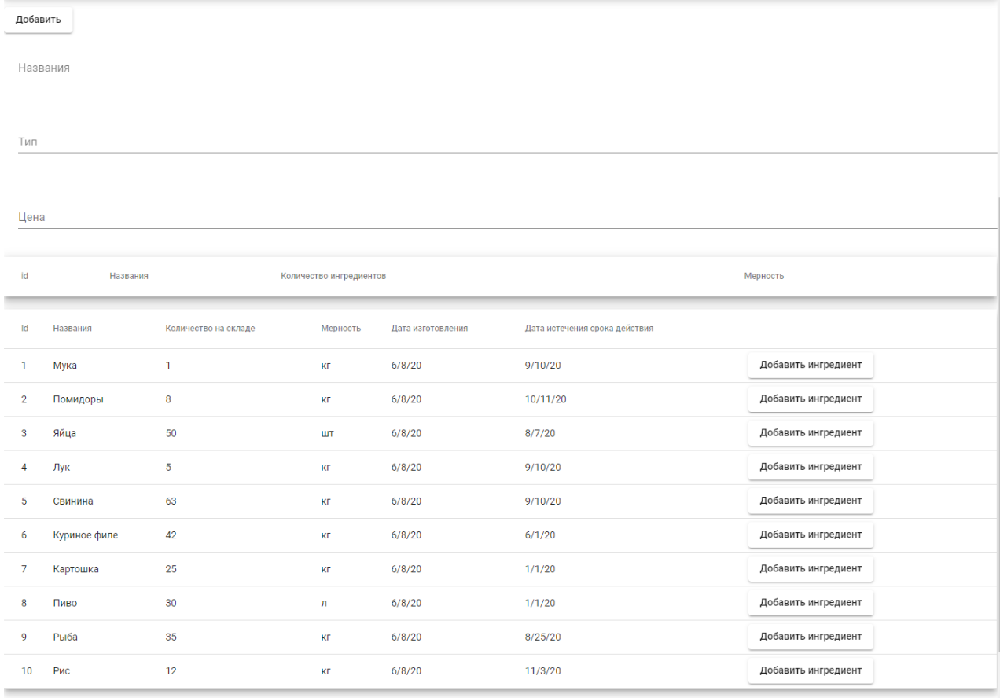 Добавить
Названия
Тип
Цена
id Названия Количество ингредиентов Мерность
Id Названия Количество на складе Мерность Дата изготовления Дата истечения срока действия
1 Мука 1 кг 6/8/20 9/10/20 Добавить ингредиент
2 Помидоры 8 кг 6/8/20 10/11/20 Добавить ингредиент
3 Яйца 50 шт 6/8/20 8/7/20 Добавить ингредиент
4 Лук 5 кг 6/8/20 9/10/20 Добавить ингредиент
5 Свинина 63 кг 6/8/20 9/10/20 Добавить ингредиент
6 Куриное филе 42 кг 6/8/20 6/1/20 Добавить ингредиент
7 Картошка 25 кг 6/8/20 1/1/20 Добавить ингредиент
8 Пиво 30 л 6/8/20 1/1/20 Добавить ингредиент
9 Рыба 35 кг 6/8/20 8/25/20 Добавить ингредиент
10 Рис 12 кг 6/8/20 11/3/20 Добавить ингредиент